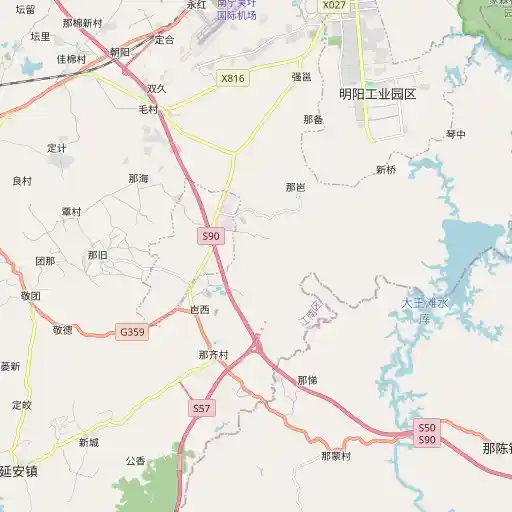 坛留
那棉新村
永红
南宁吴圩
国际机场
X027
坛里
定合
朝阳
佳棉村
双久
X816
强邕
明阳工业园区
毛村
那备
琴中
定计
新桥
良村
那海
那岜
覃村
S90
团那
那旧
敬团
大王滩水
库
岜西
江南区
敬德
G359
那齐村
蒌新
那悌
定皎
S57
S50
S90
新城
那陈镇
公香
那蒙村
延安镇